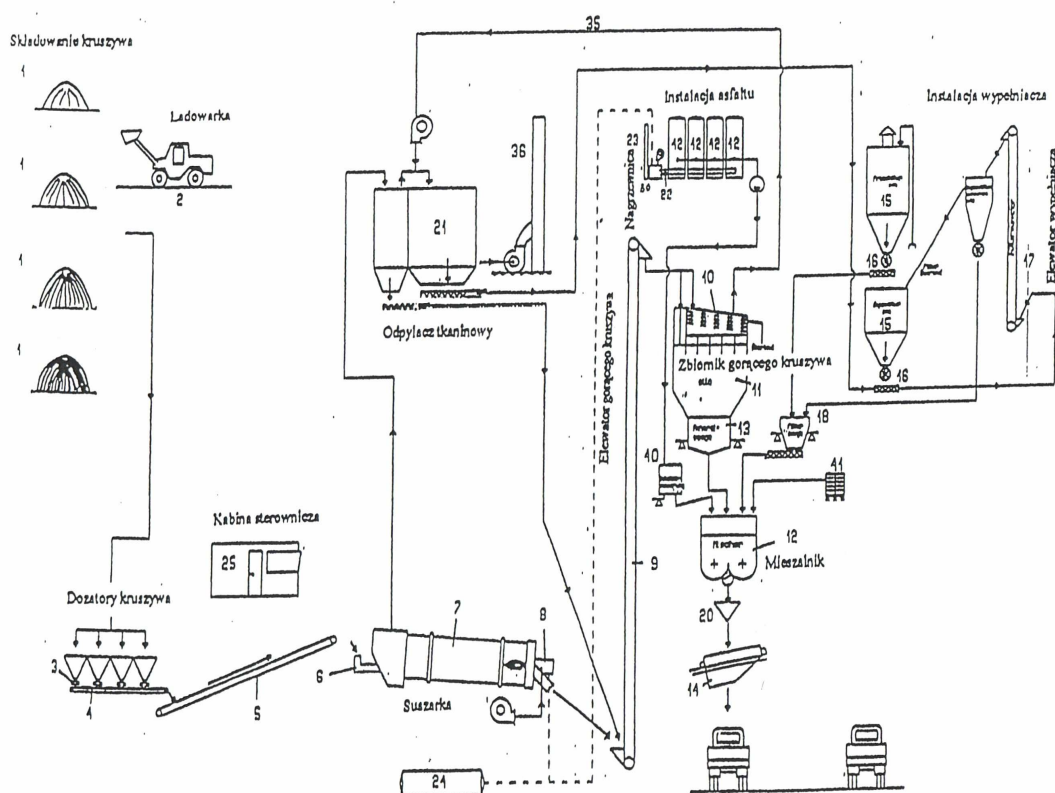 Składowanie kruszywa
1
1
1
1
Ładowarka
2
35
36
21
Odpylacz tkaninowy
Instalacja asfaltu
23
12
12
12
12
22
Nagrzewnica
Elewator gorącego kruszywa
10
Zbiornik gorącego kruszywa
11
13
40
9
Instalacja wypełniacza
15
16
15
16
17
Elewator wypełniacza
18
41
12
Mieszalnik
20
14
Kabina sterownicza
25
Dozatory kruszywa
3
4
5
6
7
8
Suszarka
24